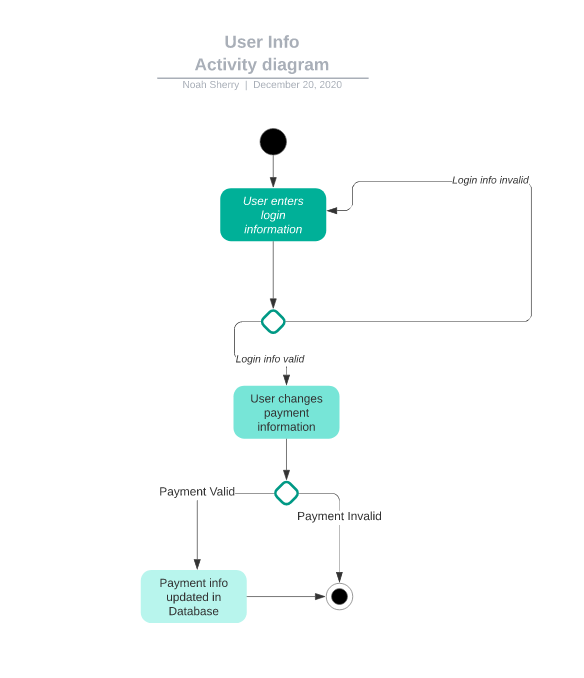 User Info
Activity diagram
Noah Sherry | December 20, 2020
Login info invalid
User enters
login
information
Login info valid
User changes
payment
information
Payment Valid
Payment Invalid
Payment info
updated in
Database